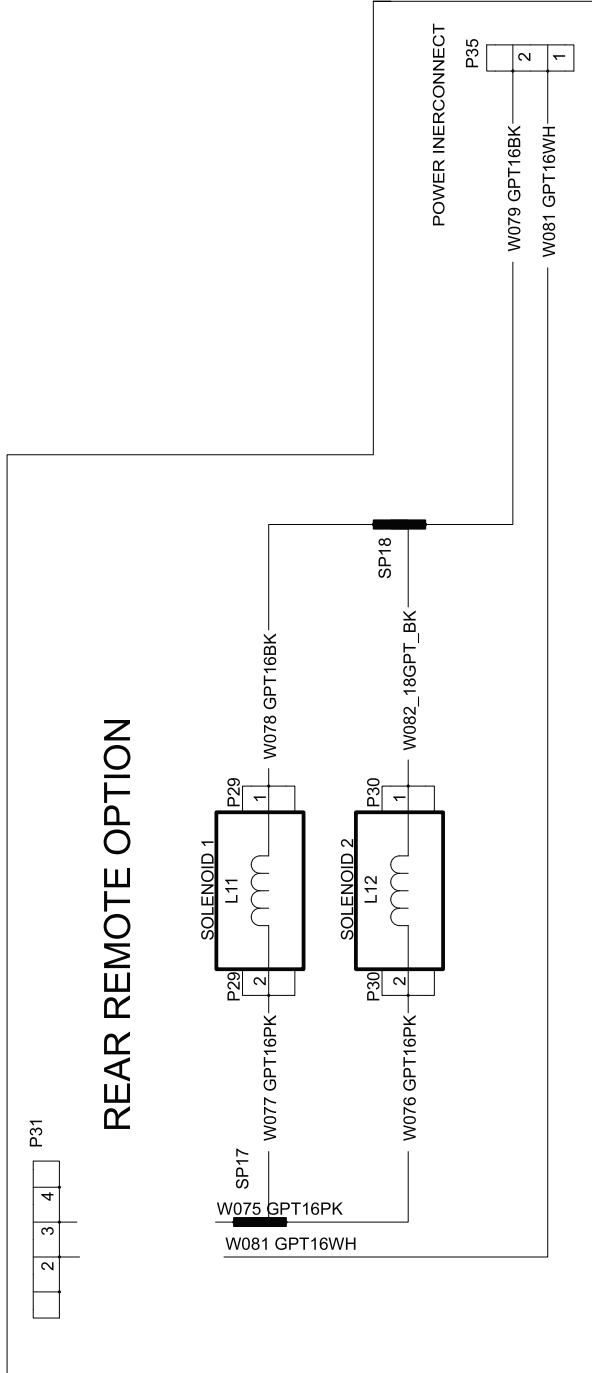 POWER INERCONNECT
P35
2
1
W079 GPT16BK
W081 GPT16WH
SP18
W078 GPT16BK
W082_18GPT_BK
REAR REMOTE OPTION
SOLENOID 1
L11
P29
1
P29
2
SOLENOID 2
L12
P30
1
P30
2
W077 GPT16PK
W076 GPT16PK
SP17
W075 GPT16PK
W081 GPT16WH
P31
4
3
2